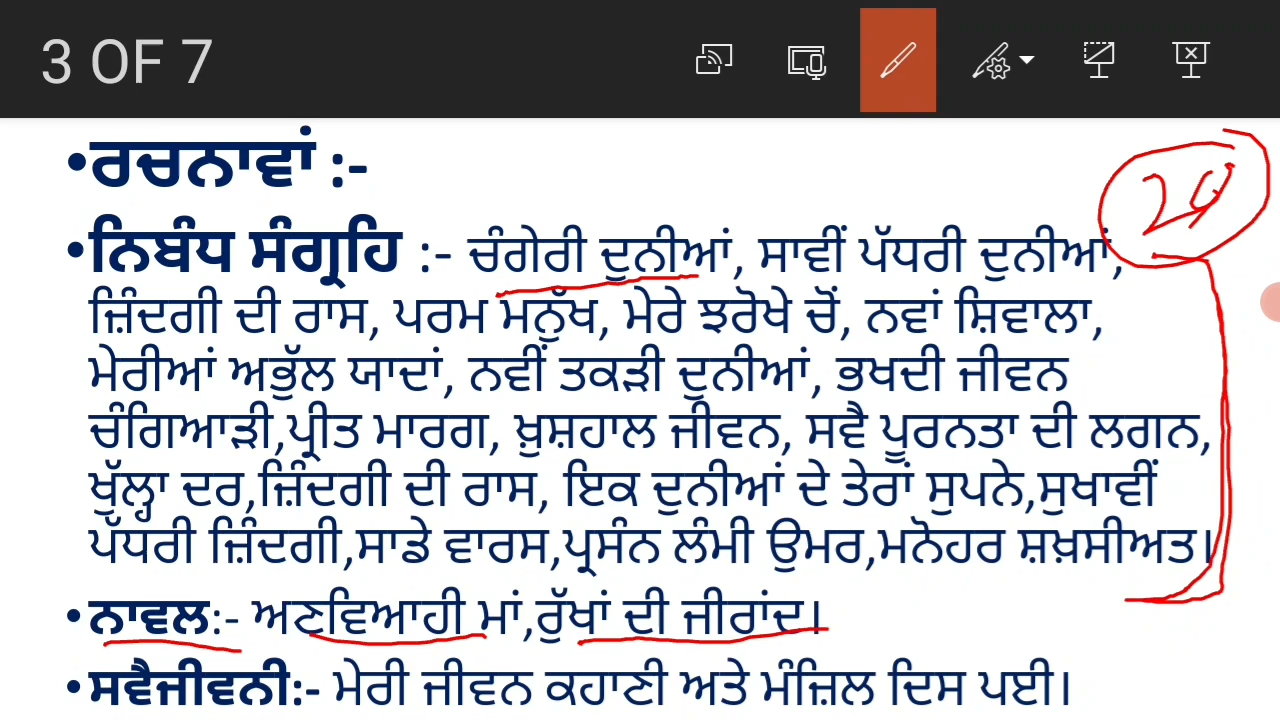 3 OF 7
•ਰਚਨਾਵਾਂ :-
•ਨਿਬੰਧ ਸੰਗ੍ਰਹਿ :- ਚੰਗੇਰੀ ਦੁਨੀਆਂ, ਸਾਵੀਂ ਪੱਧਰੀ ਦੁਨੀਆਂ,
ਜ਼ਿੰਦਗੀ ਦੀ ਰਾਸ, ਪਰਮ ਮਨੁੱਖ, ਮੇਰੇ ਝਰੋਖੇ ਚੋਂ, ਨਵਾਂ ਸ਼ਿਵਾਲਾ,
ਮੇਰੀਆਂ ਅਭੁੱਲ ਯਾਦਾਂ, ਨਵੀਂ ਤਕੜੀ ਦੁਨੀਆਂ, ਭਖਦੀ ਜੀਵਨ
ਚੰਗਿਆੜੀ,ਪ੍ਰੀਤ ਮਾਰਗ, ਖ਼ੁਸ਼ਹਾਲ ਜੀਵਨ, ਸਵੈ ਪੂਰਨਤਾ ਦੀ ਲਗਨ,
ਖੁੱਲ੍ਹਾ ਦਰ,ਜ਼ਿੰਦਗੀ ਦੀ ਰਾਸ, ਇਕ ਦੁਨੀਆਂ ਦੇ ਤੇਰਾਂ ਸੁਪਨੇ,ਸੁਖਾਵੀਂ
ਪੱਧਰੀ ਜ਼ਿੰਦਗੀ,ਸਾਡੇ ਵਾਰਸ,ਪ੍ਰਸੰਨ ਲੰਮੀ ਉਮਰ,ਮਨੋਹਰ ਸ਼ਖ਼ਸੀਅਤ।
• ਨਾਵਲ:- ਅਣਵਿਆਹੀ ਮਾਂ,ਰੁੱਖਾਂ ਦੀ ਜੀਰਾਂਦ।
• ਸਵੈਜੀਵਨੀ:- ਮੇਰੀ ਜੀਵਨ ਕਹਾਣੀ ਅਤੇ ਮੰਜ਼ਿਲ ਦਿਸ ਪਈ।